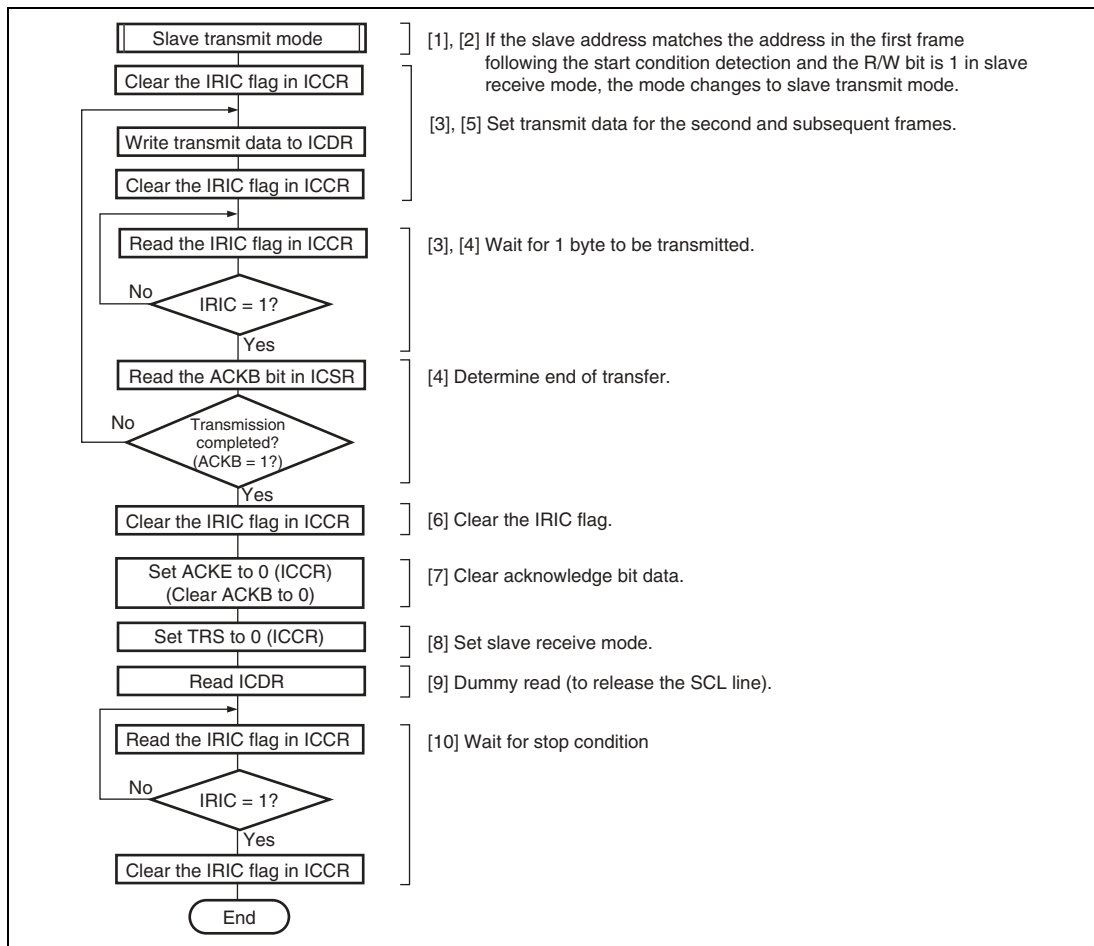 Slave transmit mode
[1], [2] If the slave address matches the address in the first frame
following the start condition detection and the R/W bit is 1 in slave
receive mode, the mode changes to slave transmit mode.
Clear the IRIC flag in ICCR
[3], [5] Set transmit data for the second and subsequent frames.
Write transmit data to ICDR
Clear the IRIC flag in ICCR
Read the IRIC flag in ICCR
[3], [4] Wait for 1 byte to be transmitted.
No
IRIC = 1?
Yes
Read the ACKB bit in ICSR
[4] Determine end of transfer.
No
Transmission
completed?
(ACKB = 1?)
Yes
Clear the IRIC flag in ICCR
[6] Clear the IRIC flag.
Set ACKE to 0 (ICCR)
(Clear ACKB to 0)
[7] Clear acknowledge bit data.
Set TRS to 0 (ICCR)
[8] Set slave receive mode.
Read ICDR
[9] Dummy read (to release the SCL line).
Read the IRIC flag in ICCR
[10] Wait for stop condition
No
IRIC = 1?
Yes
Clear the IRIC flag in ICCR
End